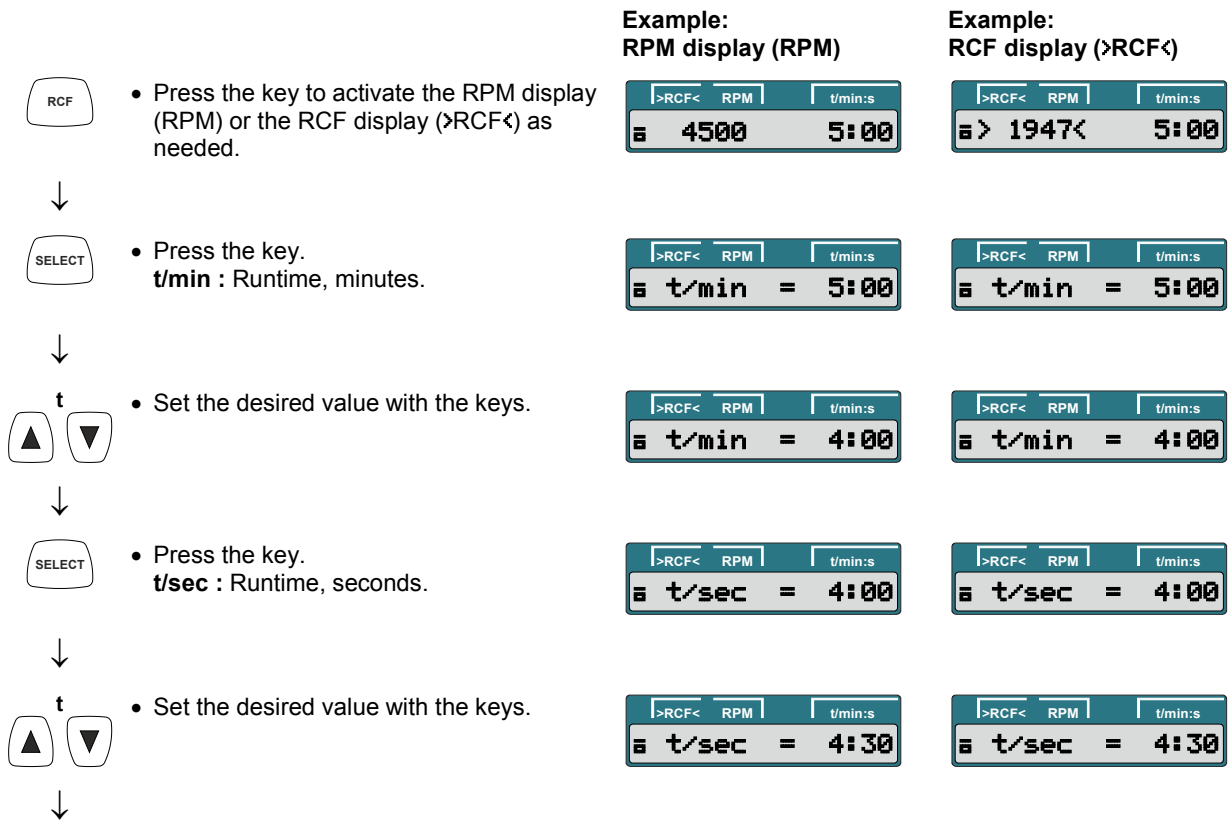 Example:
RPM display (RPM)
Example:
RCF display (>RCF<)
RCF
• Press the key to activate the RPM display
(RPM) or the RCF display (>RCF<) as
needed.
>RCF< RPM t/min:s
4500 5:00
>RCF< RPM t/min:s
> 1947< 5:00
↓
SELECT
• Press the key.
t/min : Runtime, minutes.
>RCF< RPM t/min:s
t/min = 5:00
>RCF< RPM t/min:s
t/min = 5:00
↓
t
• Set the desired value with the keys.
>RCF< RPM t/min:s
t/min = 4:00
>RCF< RPM t/min:s
t/min = 4:00
↓
SELECT
• Press the key.
t/sec : Runtime, seconds.
>RCF< RPM t/min:s
t/sec = 4:00
>RCF< RPM t/min:s
t/sec = 4:00
↓
t
• Set the desired value with the keys.
>RCF< RPM t/min:s
t/sec = 4:30
>RCF< RPM t/min:s
t/sec = 4:30
↓